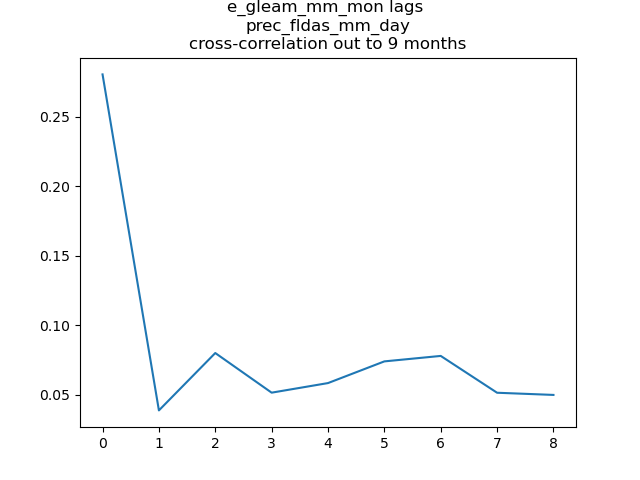 e_gleam_mm_mon lags
prec_fldas_mm_day
cross-correlation out to 9 months
0.25
0.20
0.15
0.10
0.05
0 1 2 3 4 5 6 7 8